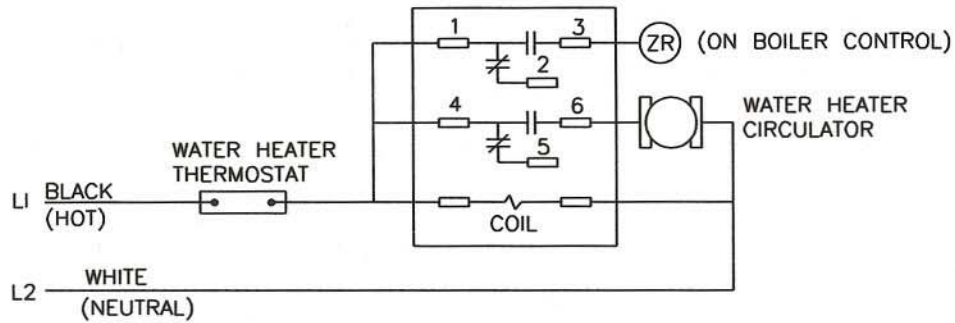 1 3 ZR (ON BOILER CONTROL)
2
4 6 WATER HEATER
CIRCULATOR
5
WATER HEATER
THERMOSTAT
L1 BLACK
(HOT)
COIL
L2 WHITE
(NEUTRAL)